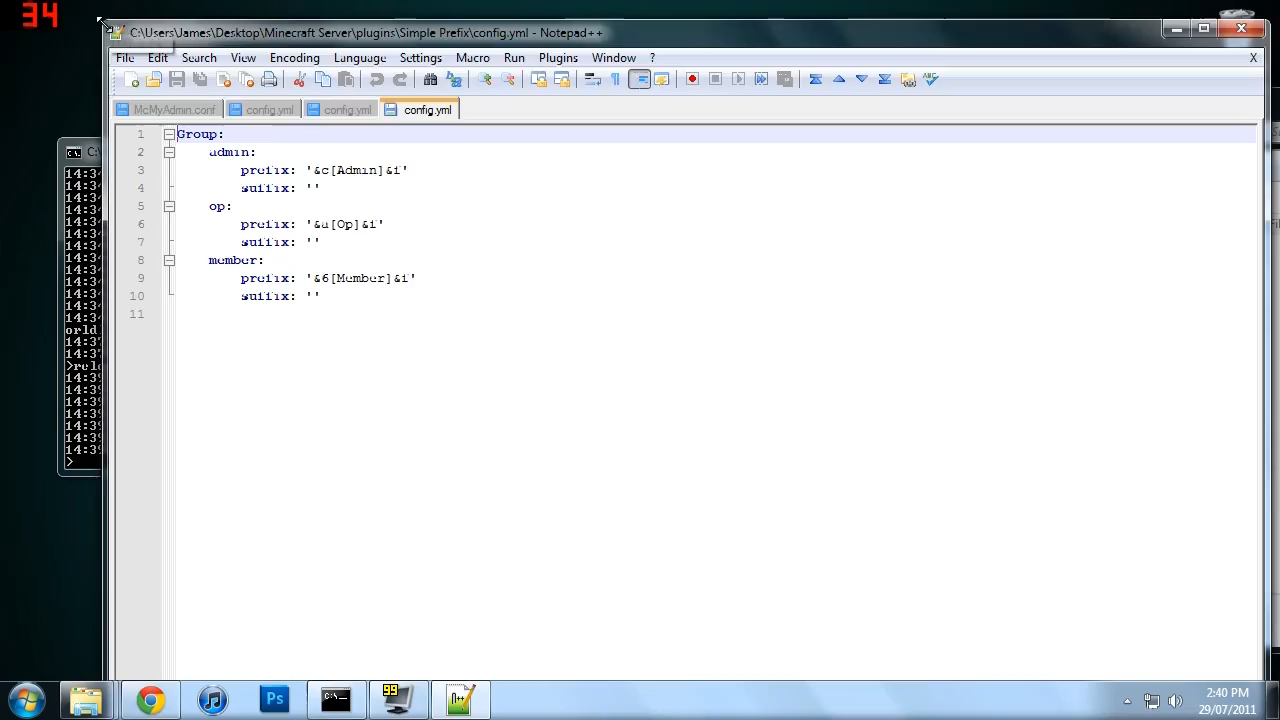 34
C:\Users\James\Desktop\Minecraft Server\plugins\Simple Prefix\config.yml - Notepad++
File Edit Search View Encoding Language Settings Macro Run Plugins Window ? X
McMyAdmin.conf config.yml config.yml config.yml
1 Group:
2 admin:
3 prefix: '&c[Admin]&f'
4 suffix: ''
5 op:
6 prefix: '&a[Op]&f'
7 suffix: ''
8 member:
9 prefix: '&6[Member]&f'
10 suffix: ''
11
Ps
99
2:40 PM
29/07/2011